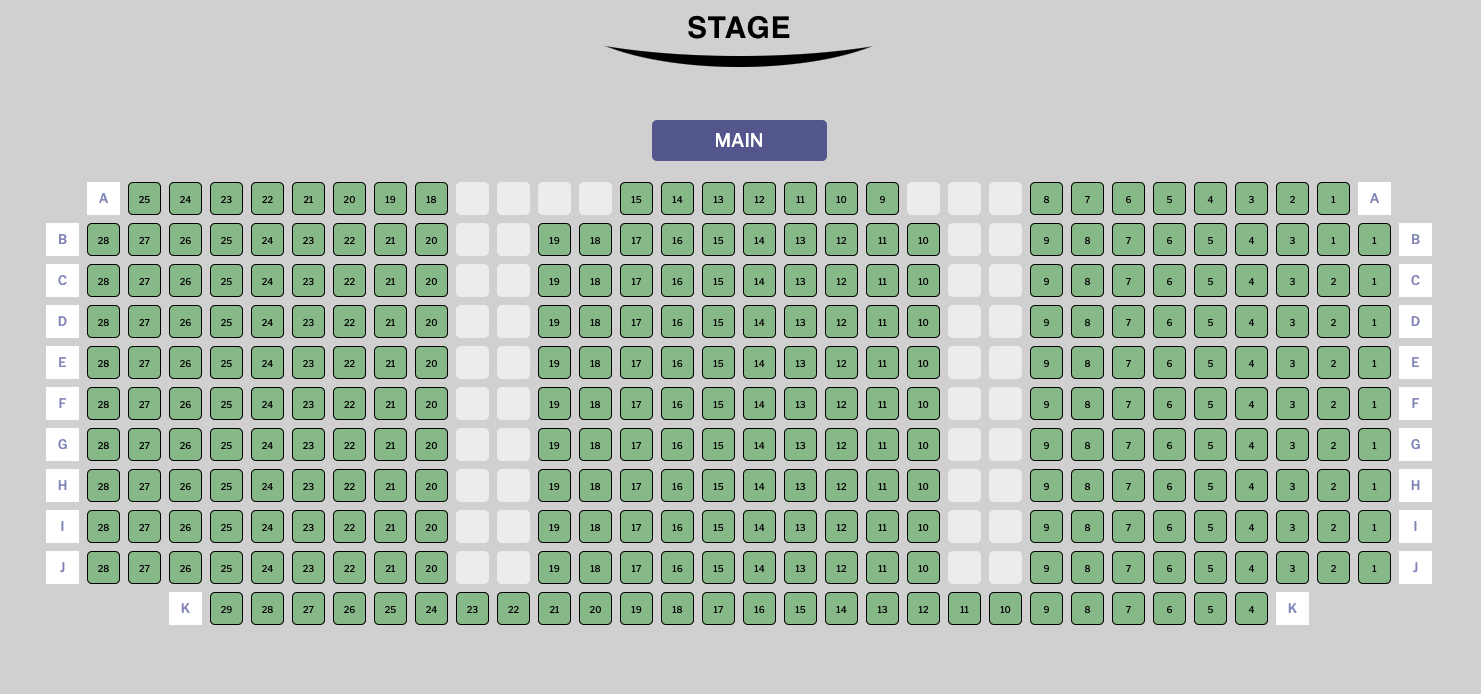 STAGE
MAIN
A 25 24 23 22 21 20 19 18 15 14 13 12 11 10 9 8 7 6 5 4 3 2 1 A
B 28 27 26 25 24 23 22 21 20 19 18 17 16 15 14 13 12 11 10 9 8 7 6 5 4 3 1 1 B
C 28 27 26 25 24 23 22 21 20 19 18 17 16 15 14 13 12 11 10 9 8 7 6 5 4 3 2 1 C
D 28 27 26 25 24 23 22 21 20 19 18 17 16 15 14 13 12 11 10 9 8 7 6 5 4 3 2 1 D
E 28 27 26 25 24 23 22 21 20 19 18 17 16 15 14 13 12 11 10 9 8 7 6 5 4 3 2 1 E
F 28 27 26 25 24 23 22 21 20 19 18 17 16 15 14 13 12 11 10 9 8 7 6 5 4 3 2 1 F
G 28 27 26 25 24 23 22 21 20 19 18 17 16 15 14 13 12 11 10 9 8 7 6 5 4 3 2 1 G
H 28 27 26 25 24 23 22 21 20 19 18 17 16 15 14 13 12 11 10 9 8 7 6 5 4 3 2 1 H
I 28 27 26 25 24 23 22 21 20 19 18 17 16 15 14 13 12 11 10 9 8 7 6 5 4 3 2 1 I
J 28 27 26 25 24 23 22 21 20 19 18 17 16 15 14 13 12 11 10 9 8 7 6 5 4 3 2 1 J
K 29 28 27 26 25 24 23 22 21 20 19 18 17 16 15 14 13 12 11 10 9 8 7 6 5 4 K